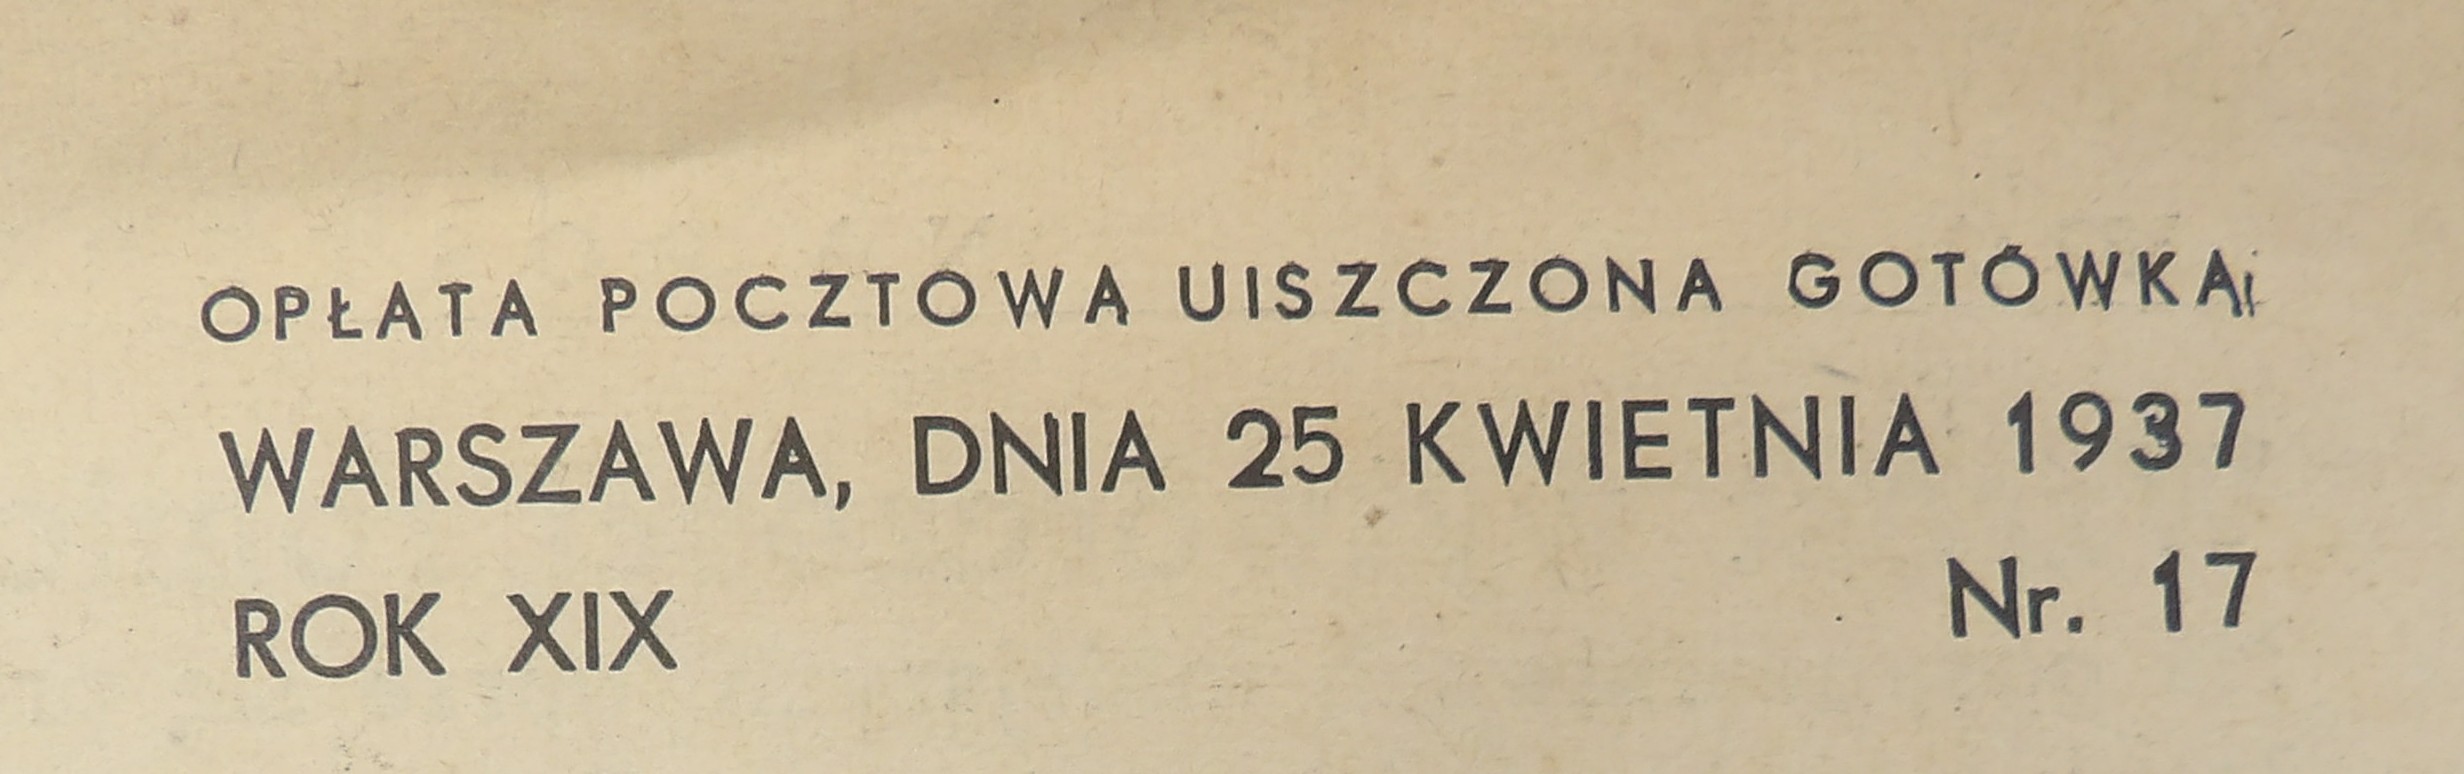 OPŁATA POCZTOWA UISZCZONA GOTÓWKĄ
WARSZAWA, DNIA 25 KWIETNIA 1937
ROK XIX Nr. 17